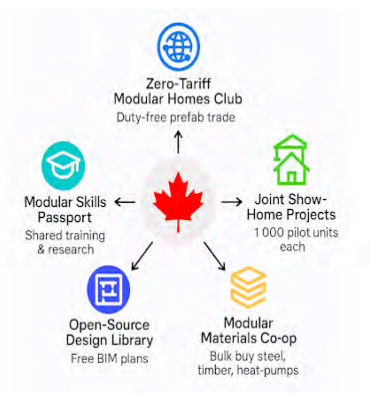 Zero-Tariff
Modular Homes Club
Duty-free prefab trade
Modular Skills
Passport
Shared training
& research
Joint Show-
Home Projects
1 000 pilot units
each
Open-Source
Design Library
Free BIM plans
Modular
Materials Co-op
Bulk buy steel,
timber, heat-pumps